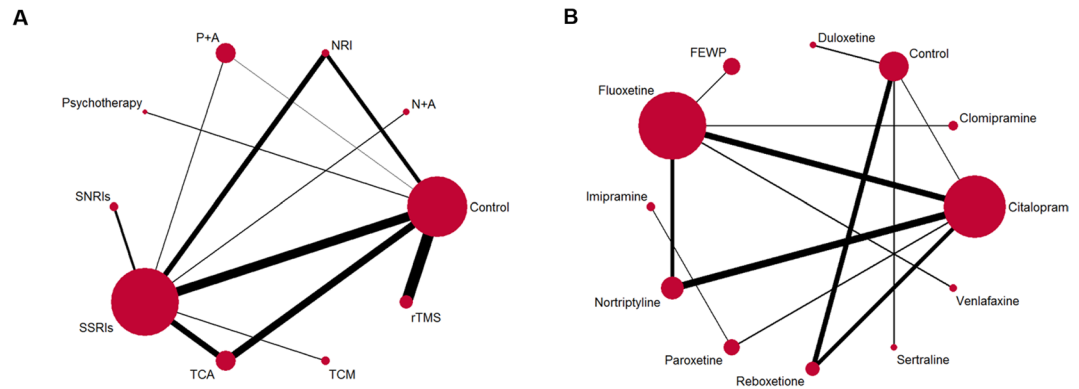 A
P+A
NRI
Psychotherapy
N+A
SNRIs
Control
SSRIs
rTMS
TCA
TCM
B
Duloxetine
FEWP
Control
Fluoxetine
Clomipramine
Imipramine
Citalopram
Nortriptyline
Venlafaxine
Paroxetine
Sertraline
Reboxetione